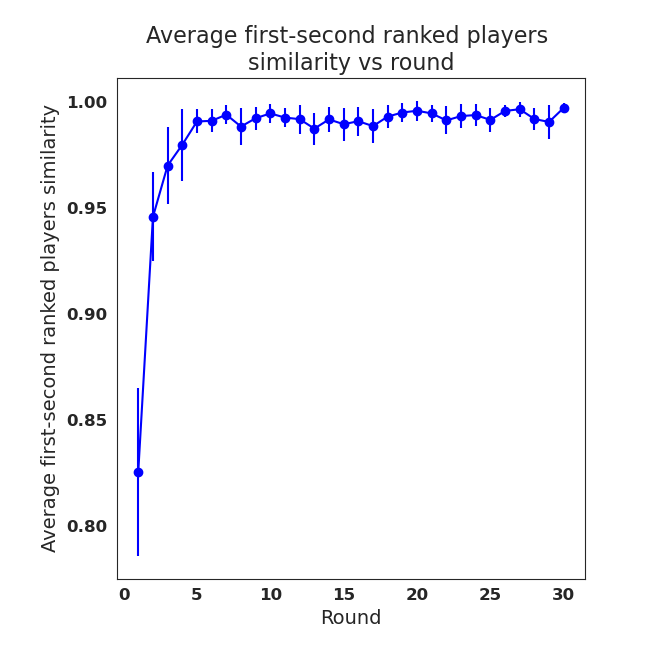 Average first-second ranked players
similarity vs round
Average first-second ranked players similarity
1.00
0.95
0.90
0.85
0.80
0 5 10 15 20 25 30
Round